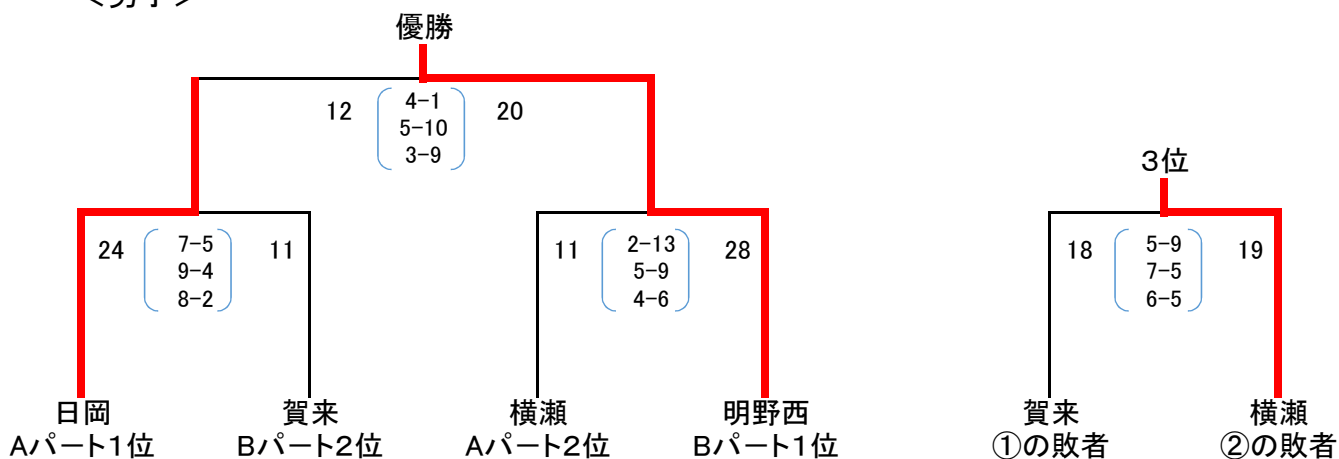 ＜男子＞
優勝
12
4-1
5-10
3-9
20
24
7-5
9-4
8-2
11
11
2-13
5-9
4-6
28
日岡
Aパート1位
賀来
Bパート2位
横瀬
Aパート2位
明野西
Bパート1位
3位
18
5-9
7-5
6-5
19
賀来
①の敗者
横瀬
②の敗者